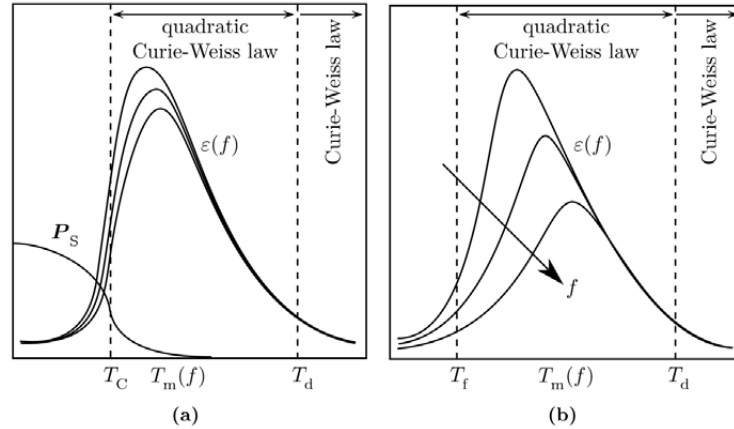 quadratic
Curie-Weiss law
Curie-Weiss law
ε(f)
P_S
T_C
T_m(f)
T_d
(a)
quadratic
Curie-Weiss law
Curie-Weiss law
ε(f)
f
T_f
T_m(f)
T_d
(b)